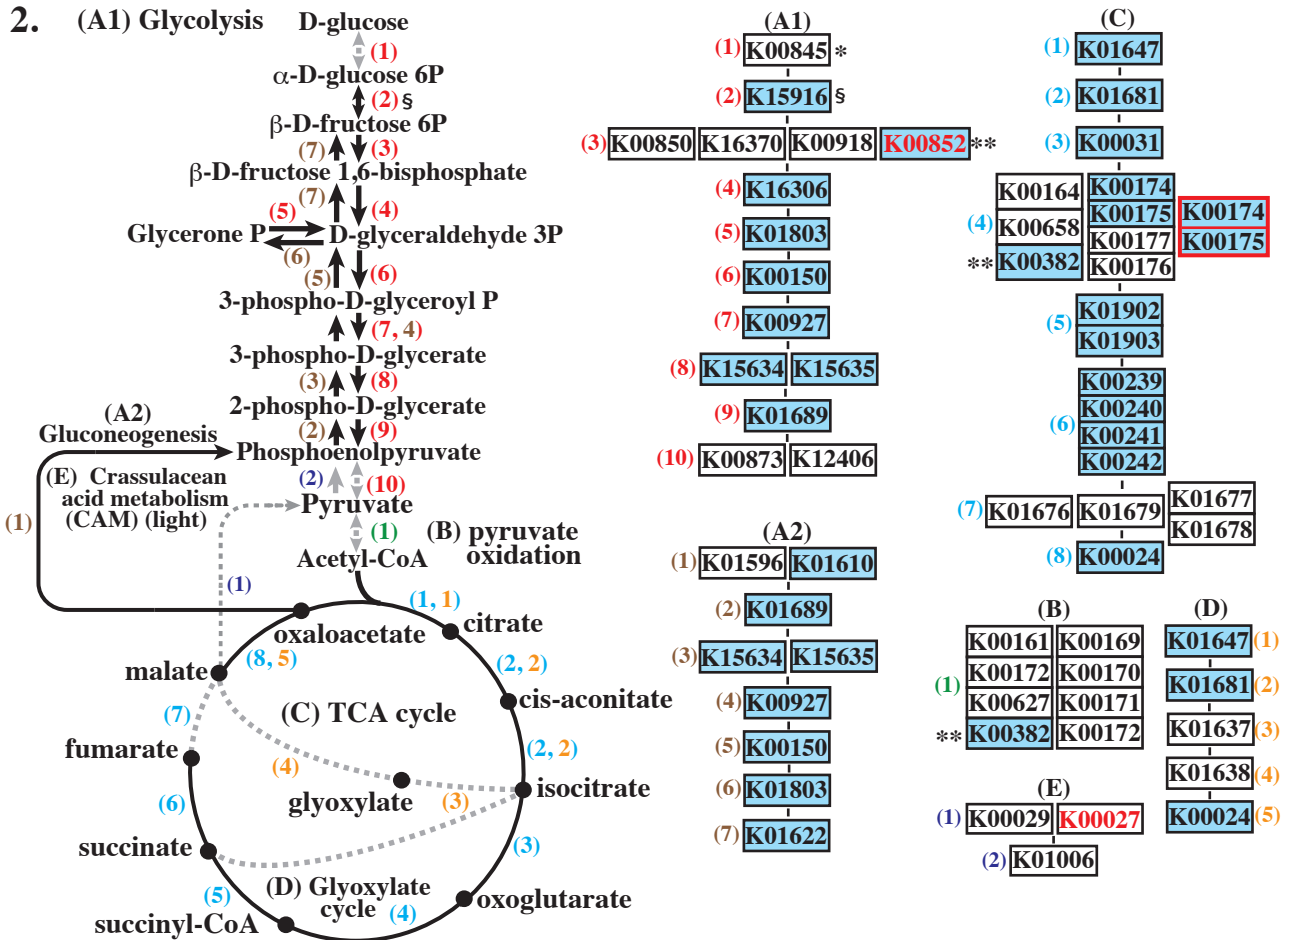 2. (A1) Glycolysis
D-glucose
(1)
α-D-glucose 6P
(2) §
β-D-fructose 6P
(7) (3)
β-D-fructose 1,6-bisphosphate
(7) (4)
(5)
Glycerone P D-glyceraldehyde 3P
(6)
(5) (6)
3-phospho-D-glyceroyl P
(7, 4)
3-phospho-D-glycerate
(3) (8)
2-phospho-D-glycerate
(2) (9)
(A2)
Gluconeogenesis
Phosphoenolpyruvate
(E) Crassulacean
acid metabolism
(CAM) (light)
(2) (10)
(1)
Pyruvate
(1)
(B) pyruvate
oxidation
Acetyl-CoA
(1)
(1, 1)
oxaloacetate
citrate
(8, 5)
(2, 2)
malate
cis-aconitate
(7)
(C) TCA cycle
fumarate
(2, 2)
(4)
isocitrate
glyoxylate
(3)
(6)
succinate
(3)
(5)
(D) Glyoxylate
cycle
(4)
oxoglutarate
succinyl-CoA
(A1)
(1) K00845 *
(2) K15916 §
(3) K00850 K16370 K00918 K00852 **
(4) K16306
(5) K01803
(6) K00150
(7) K00927
(8) K15634 K15635
(9) K01689
(10) K00873 K12406
(A2)
(1) K01596 K01610
(2) K01689
(3) K15634 K15635
(4) K00927
(5) K00150
(6) K01803
(7) K01622
(C)
(1) K01647
(2) K01681
(3) K00031
(4)
K00164 K00174
K00658 K00175 K00174
** K00382 K00177 K00175
K00176
(5) K01902
K01903
(6) K00239
K00240
K00241
K00242
(7) K01676 K01679 K01677
K01678
(8) K00024
(B)
(1)
K00161 K00169
K00172 K00170
K00627 K00171
** K00382 K00172
(D)
K01647 (1)
K01681 (2)
K01637 (3)
K01638 (4)
K00024 (5)
(E)
(1) K00029 K00027
(2) K01006